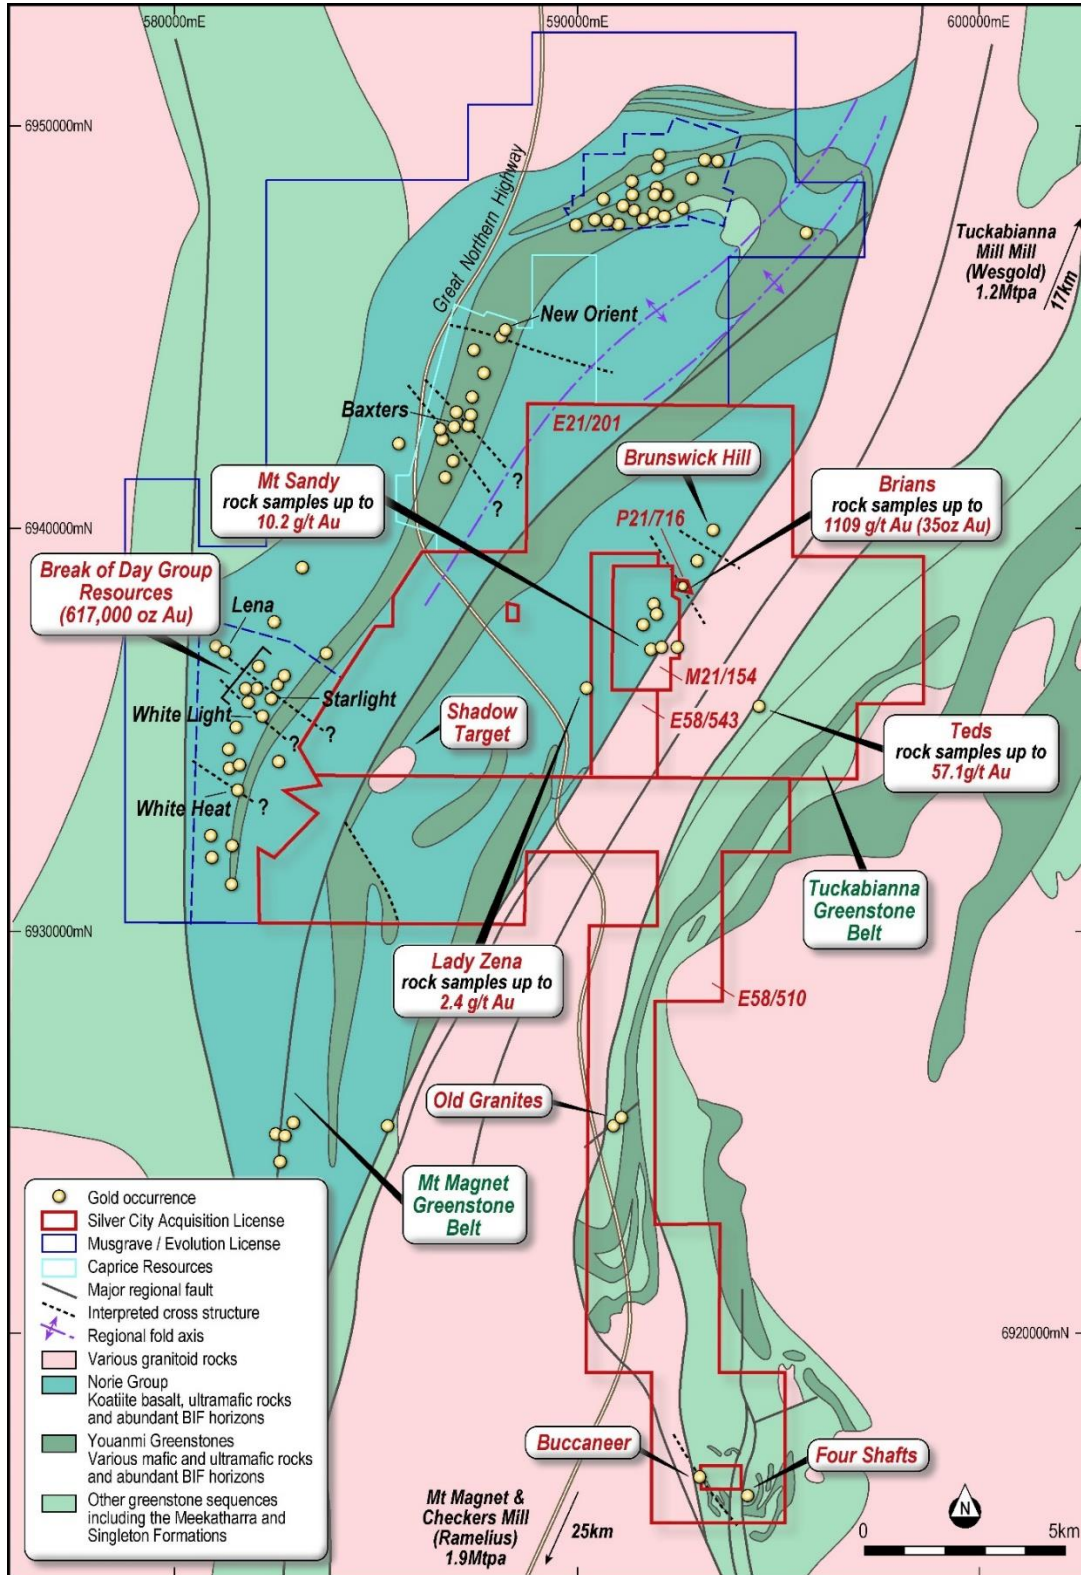 580000mE
590000mE
600000mE
6950000mN
Great Northern Highway
Tuckabianna
Mill Mill
(Wesgold)
1.2Mtpa
17km
New Orient
Baxters
E21/201
?
?
Mt Sandy
rock samples up to
10.2 g/t Au
Brunswick Hill
Brians
rock samples up to
1109 g/t Au (35oz Au)
P21/716
6940000mN
Break of Day Group
Resources
(617,000 oz Au)
Lena
Starlight
White Light
?
?
White Heat
?
Shadow
Target
M21/154
E58/543
Teds
rock samples up to
57.1g/t Au
Tuckabianna
Greenstone
Belt
6930000mN
Lady Zena
rock samples up to
2.4 g/t Au
E58/510
Old Granites
Mt Magnet
Greenstone
Belt
6920000mN
Gold occurrence
Silver City Acquisition License
Musgrave / Evolution License
Caprice Resources
Major regional fault
Interpreted cross structure
Regional fold axis
Various granitoid rocks
Norie Group
Koatiite basalt, ultramafic rocks
and abundant BIF horizons
Youanmi Greenstones
Various mafic and ultramafic rocks
and abundant BIF horizons
Other greenstone sequences
including the Meekatharra and
Singleton Formations
Buccaneer
Four Shafts
Mt Magnet &
Checkers Mill
(Ramelius)
1.9Mtpa
25km
N
0
5km